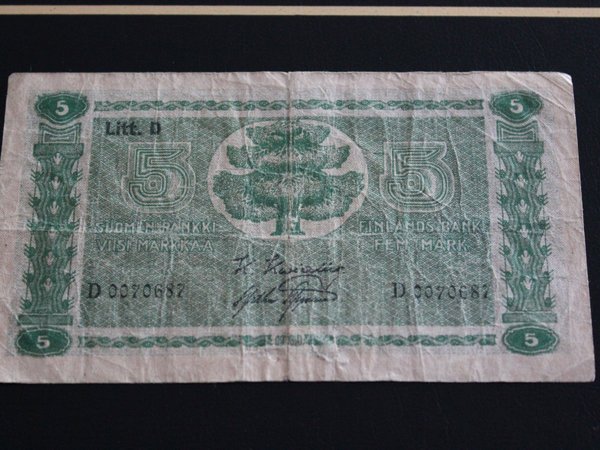 5 5
Litt. D
5 5
SUOMEN PANKKI FINLANDS BANK
VIISI MARKKAA FEM MARK
D 0070687 D 0070687
5 5